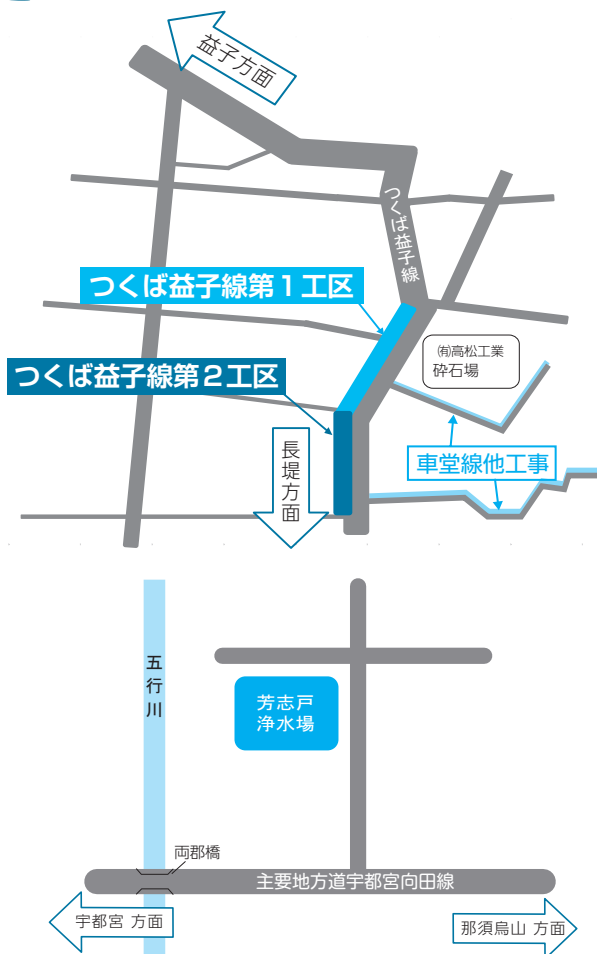 益子方面
つくば益子線
つくば益子線第1工区
㈲高松工業
砕石場
つくば益子線第2工区
長堤方面
車堂線他工事
五行川
芳志戸
浄水場
両郡橋
主要地方道宇都宮向田線
宇都宮 方面
那須烏山 方面